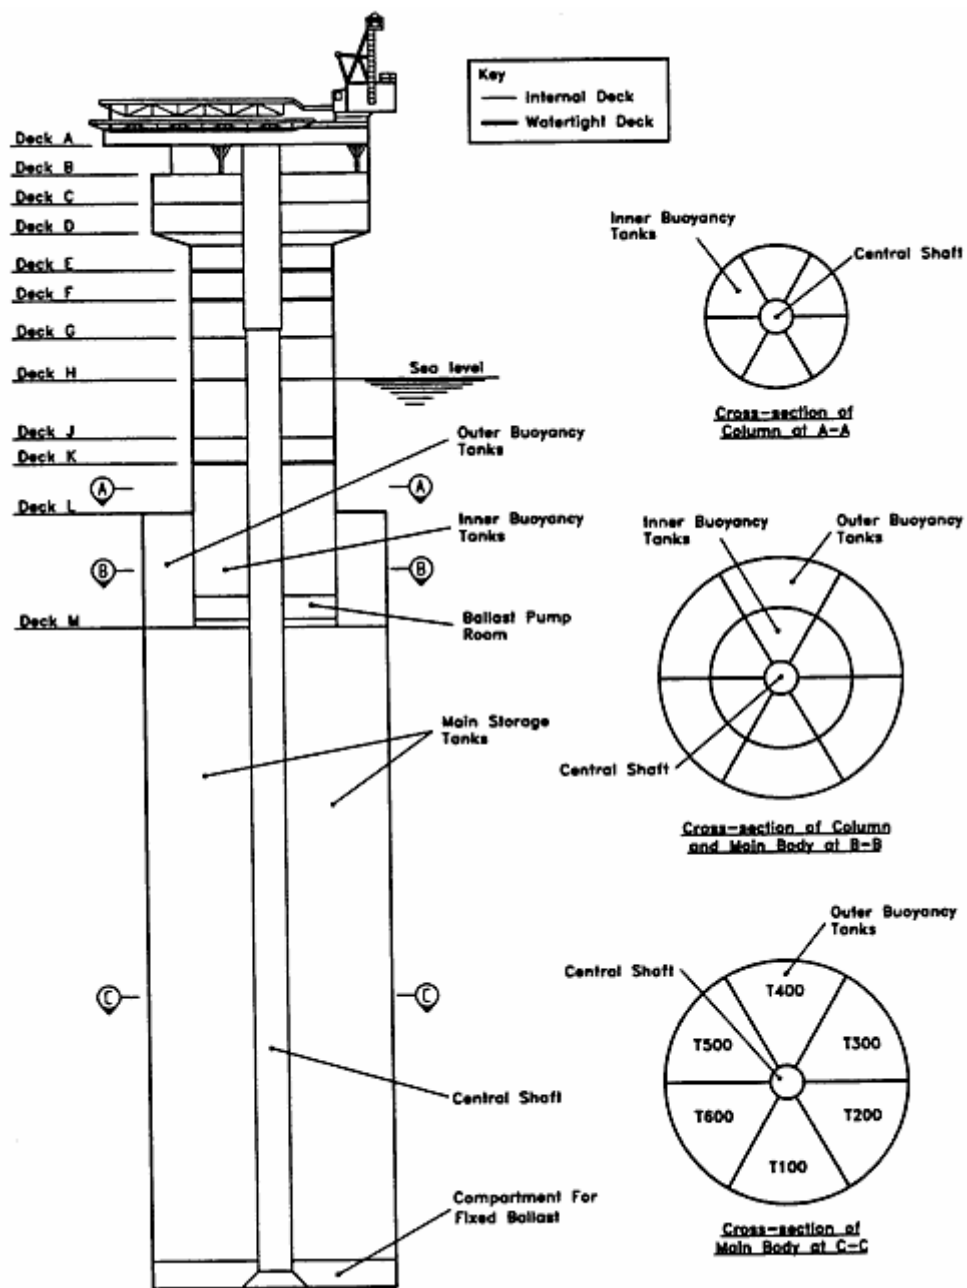 Key
Internal Deck
Watertight Deck
Deck A
Deck B
Deck C
Deck D
Deck E
Deck F
Deck G
Deck H
Sea level
Deck J
Deck K
Outer Buoyancy
Tanks
A
A
Deck L
Inner Buoyancy
Tanks
B
B
Deck M
Ballast Pump
Room
Main Storage
Tanks
C
C
Central Shaft
Compartment For
Fixed Ballast
Inner Buoyancy
Tanks
Central Shaft
Cross-section of
Column at A-A
Inner Buoyancy
Tanks
Outer Buoyancy
Tanks
Central Shaft
Cross-section of Column
and Main Body at B-B
Outer Buoyancy
Tanks
Central Shaft
T400
T500
T300
T600
T200
T100
Cross-section of
Main Body at C-C